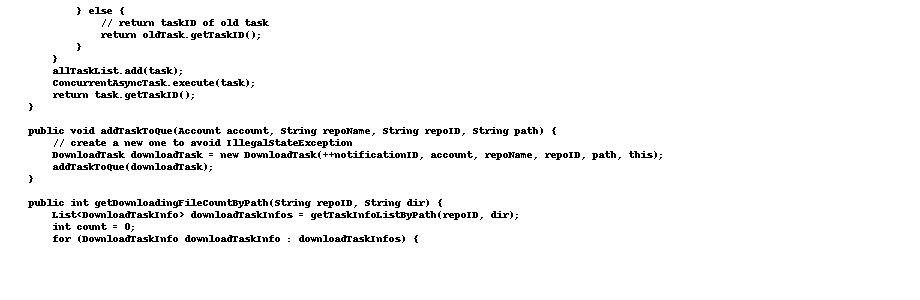 } else {
// return taskID of old task
return oldTask.getTaskID();
}
}
allTaskList.add(task);
ConcurrentAsyncTask.execute(task);
return task.getTaskID();
}
public void addTaskToQue(Account account, String repoName, String repoID, String path) {
// create a new one to avoid IllegalStateException
DownloadTask downloadTask = new DownloadTask(++notificationID, account, repoName, repoID, path, this);
addTaskToQue(downloadTask);
}
public int getDownloadingFileCountByPath(String repoID, String dir) {
List<DownloadTaskInfo> downloadTaskInfos = getTaskInfoListByPath(repoID, dir);
int count = 0;
for (DownloadTaskInfo downloadTaskInfo : downloadTaskInfos) {